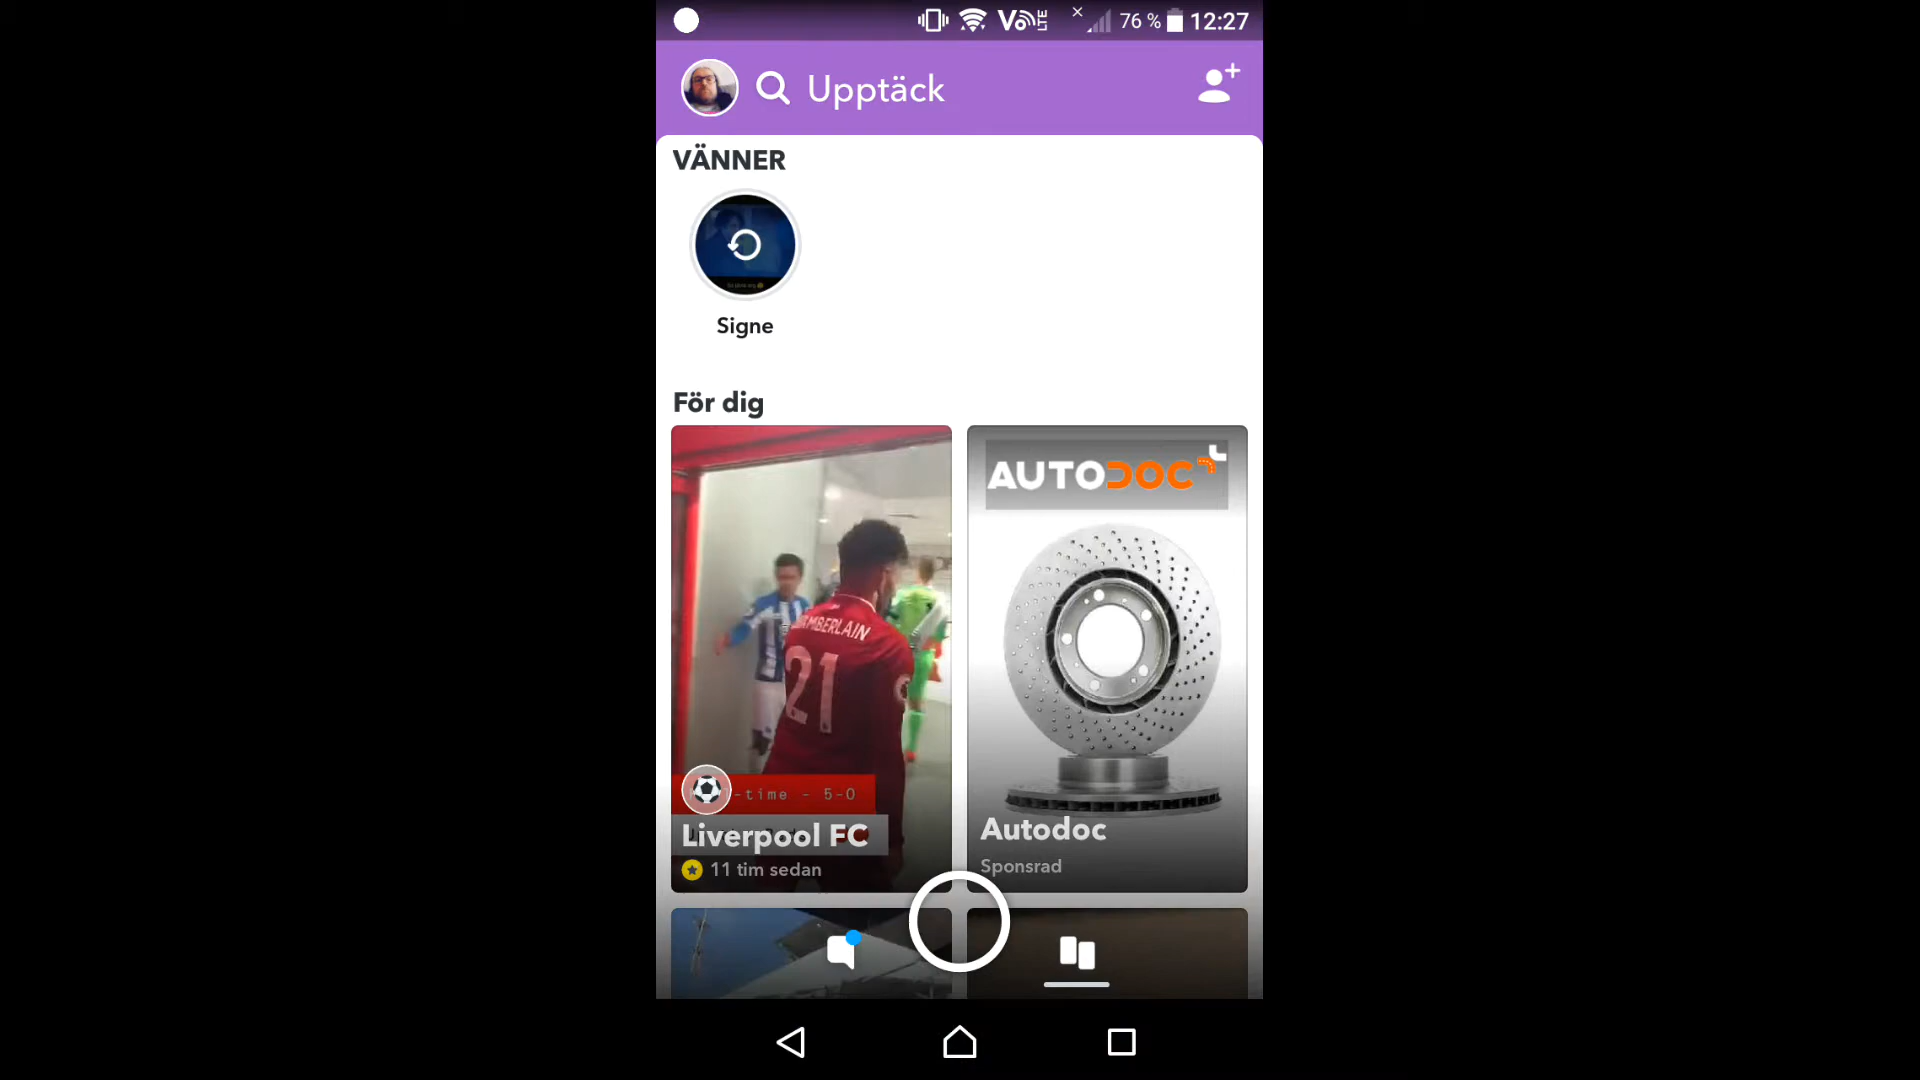 VoLTE 76 % 12:27
Upptäck
VÄNNER
Signe
För dig
AUTODOC
CHAMBERLAIN
21
-time - 5-0
Liverpool FC
11 tim sedan
Autodoc
Sponsrad